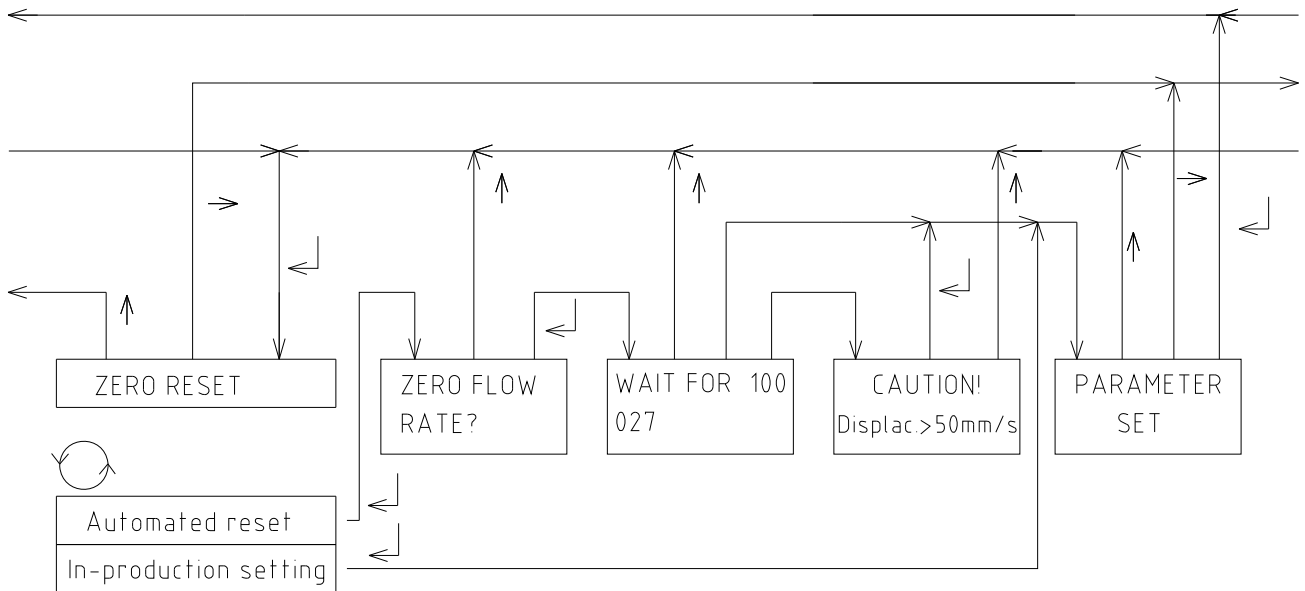 ZERO RESET
ZERO FLOW
RATE?
WAIT FOR 100
027
CAUTION!
Displac.>50mm/s
PARAMETER
SET
Automated reset
In-production setting